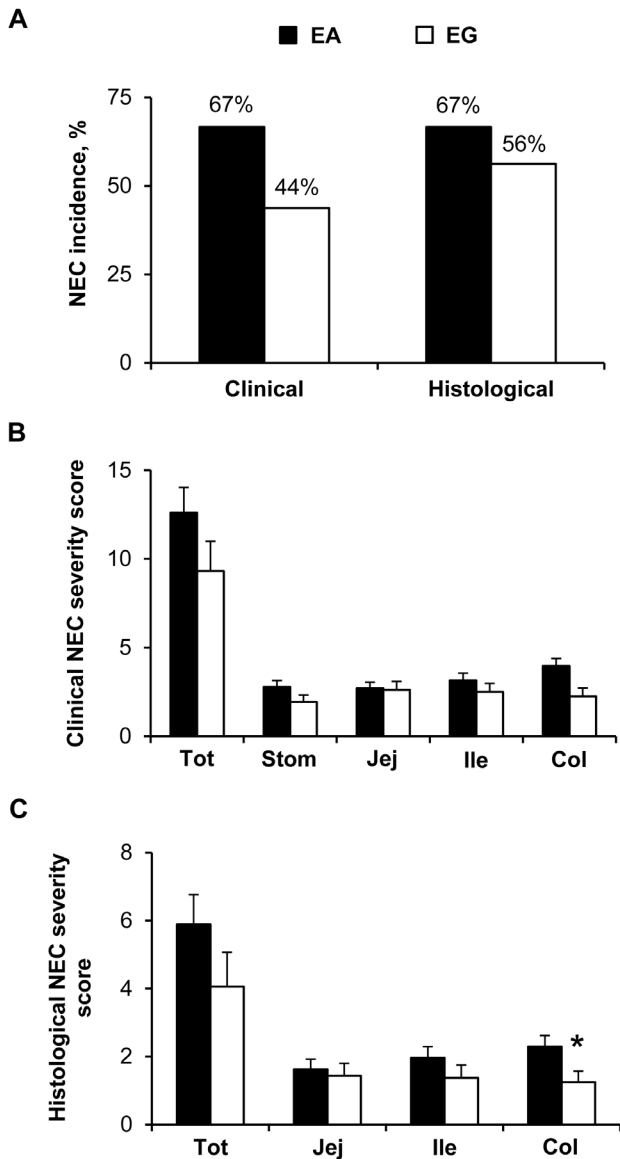 A
EA EG
NEC incidence, %
75
50
25
0
67%
44%
67%
56%
Clinical Histological
B
Clinical NEC severity score
15
10
5
0
Tot Stom Jej Ile Col
C
Histological NEC severity
score
8
6
4
2
0
*
Tot Jej Ile Col